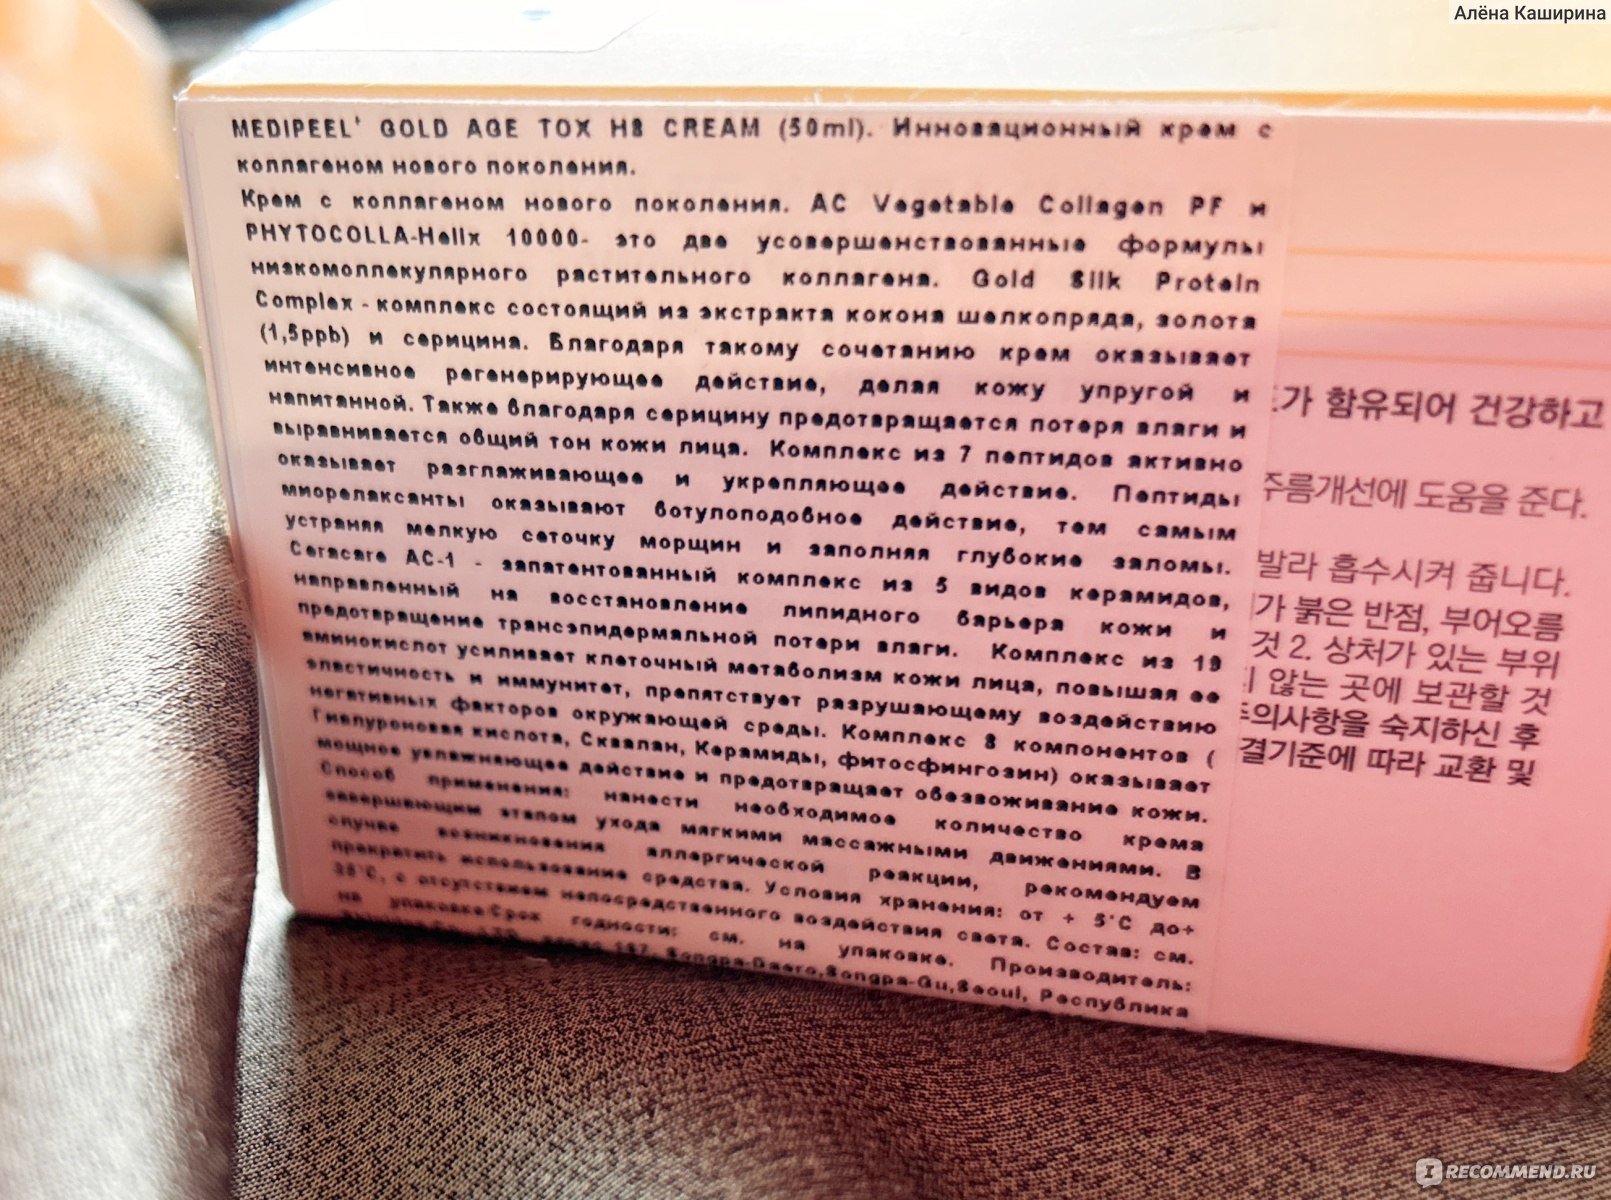 Алёна Каширина
MEDIPEEL+ GOLD AGE TOX H8 CREAM (50ml). Инновационный крем с
коллагеном нового поколения.
Крем с коллагеном нового поколения. AC Vegetable Collagen PF и
PHYTOCOLLA-Helix 10000- это две усовершенствованные формулы
низкомоллекулярного растительного коллагена. Gold Silk Protein
Complex - комплекс состоящий из экстракта кокона шелкопряда, золота
(1,5ppb) и серицина. Благодаря такому сочетанию крем оказывает
интенсивное регенерирующее действие, делая кожу упругой и
напитанной. Также благодаря серицину предотвращается потеря влаги и
выравнивается общий тон кожи лица. Комплекс из 7 пептидов активно
оказывает разглаживающее и укрепляющее действие. Пептиды
миорелаксанты оказывают ботулоподобное действие, тем самым
устраняя мелкую сеточку морщин и заполняя глубокие заломы.
Ceracare AC-1 - запатентованный комплекс из 5 видов керамидов,
направленный на восстановление липидного барьера кожи и
предотвращение трансэпидермальной потери влаги. Комплекс из 19
аминокислот усиливает клеточный метаболизм кожи лица, повышая ее
эластичность и иммунитет, препятствует разрушающему воздействию
негативных факторов окружающей среды. Комплекс 8 компонентов (
Гиалуроновая кислота, Сквалан, Керамиды, фитосфингозин) оказывает
мощное увлажняющее действие и предотвращает обезвоживание кожи.
Способ применения: нанести необходимое количество крема
завершающим этапом ухода мягкими массажными движениями. В
случае возникновения аллергической реакции, рекомендуем
прекратить использование средства. Условия хранения: от + 5°C до+
25°C, с отсутствием непосредственного воздействия света. Состав: см.
на упаковке. Срок годности: см. на упаковке. Производитель:
LTD. 187, Songpa-Daero, Songpa-Gu, Seoul, Республика
가 함유되어 건강하고
주름개선에 도움을 준다.
발라 흡수시켜 줍니다.
가 붉은 반점, 부어오름
것 2. 상처가 있는 부위
않는 곳에 보관할 것
의사항을 숙지하신 후
결기준에 따라 교환 및
RECOMMEND.RU